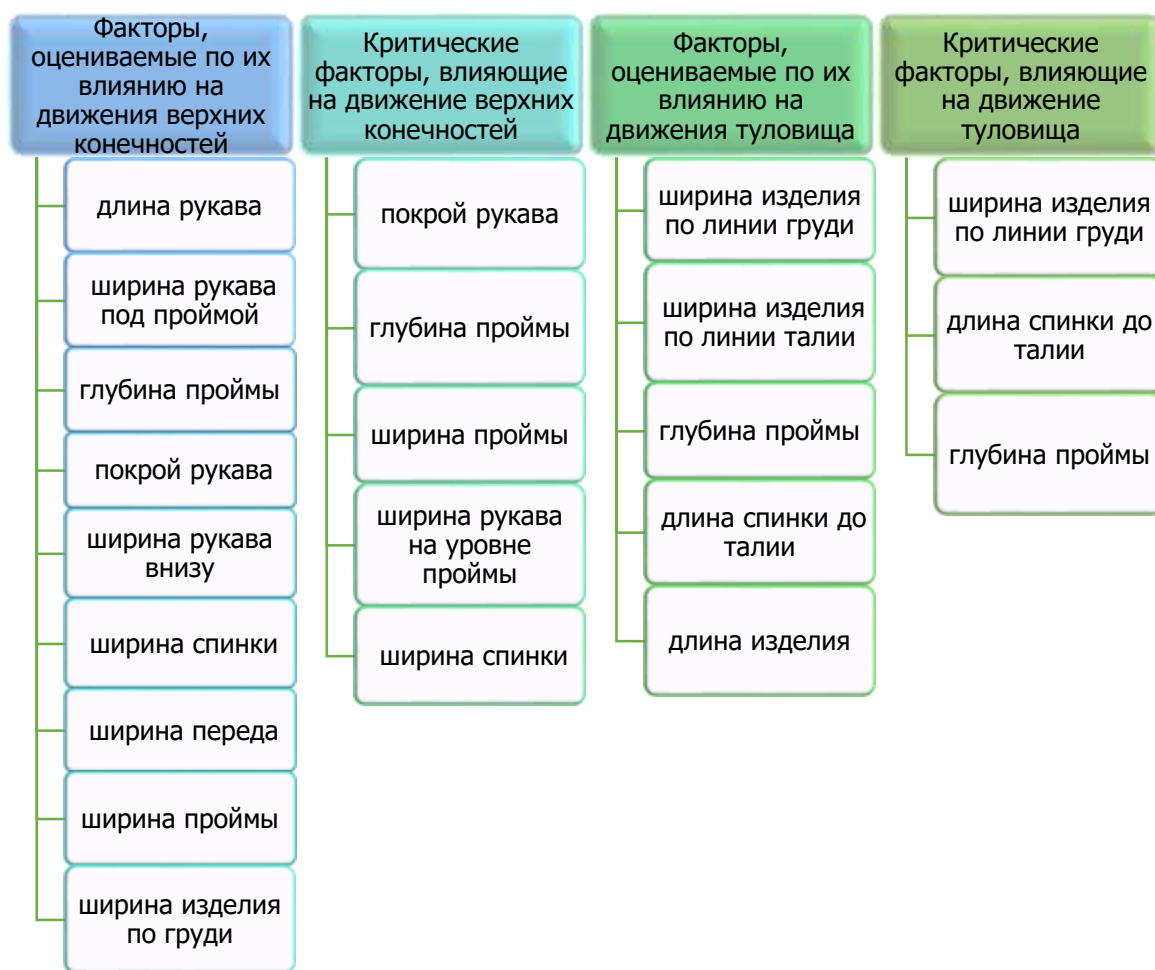 Факторы,
оцениваемые по их
влиянию на
движения верхних
конечностей
длина рукава
ширина рукава
под проймой
глубина проймы
покрой рукава
ширина рукава
внизу
ширина спинки
ширина переда
ширина проймы
ширина изделия
по груди
Критические
факторы, влияющие
на движение верхних
конечностей
покрой рукава
глубина проймы
ширина проймы
ширина рукава
на уровне
проймы
ширина спинки
Факторы,
оцениваемые по их
влиянию на
движения туловища
ширина изделия
по линии груди
ширина изделия
по линии талии
глубина проймы
длина спинки до
талии
длина изделия
Критические
факторы, влияющие
на движение
туловища
ширина изделия
по линии груди
длина спинки до
талии
глубина проймы